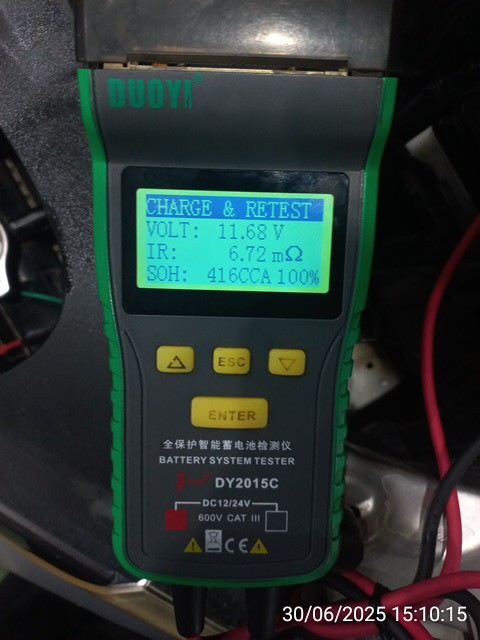 DUOYI®
CHARGE & RETEST
VOLT: 11.68 V
IR: 6.72 mΩ
SOH: 416CCA 100%
ESC
ENTER
全保护智能蓄电池检测仪
BATTERY SYSTEM TESTER
DY2015C
DC12/24V
600V CAT III
CE
30/06/2025 15:10:15